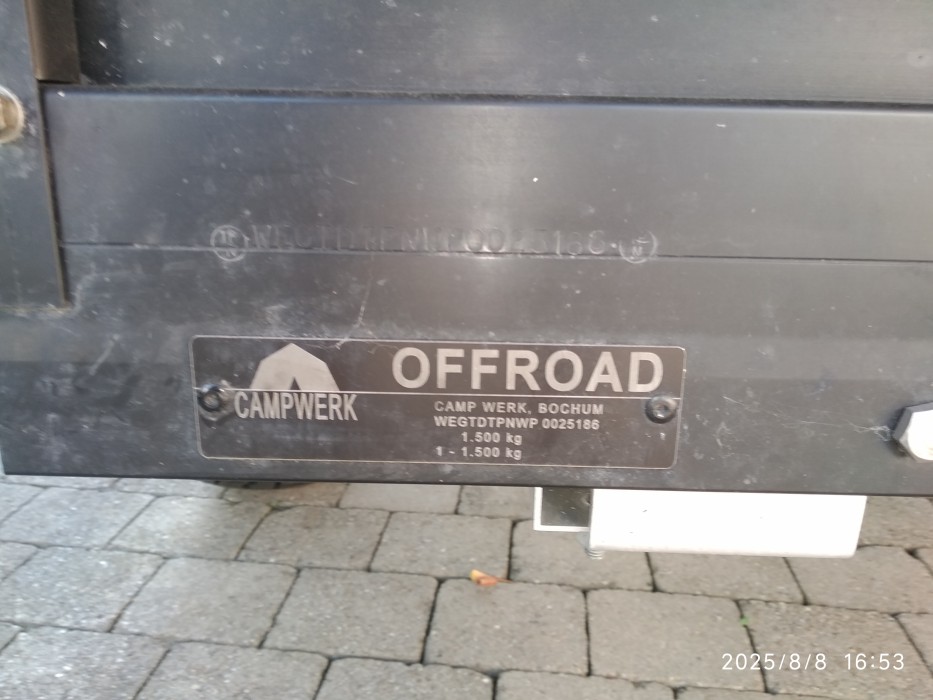 WEGTDTPNWP0025186
OFFROAD
CAMPWERK
CAMP WERK, BOCHUM
WEGTDTPNWP 0025186
1.500 kg
1 - 1.500 kg
2025/8/8 16:53